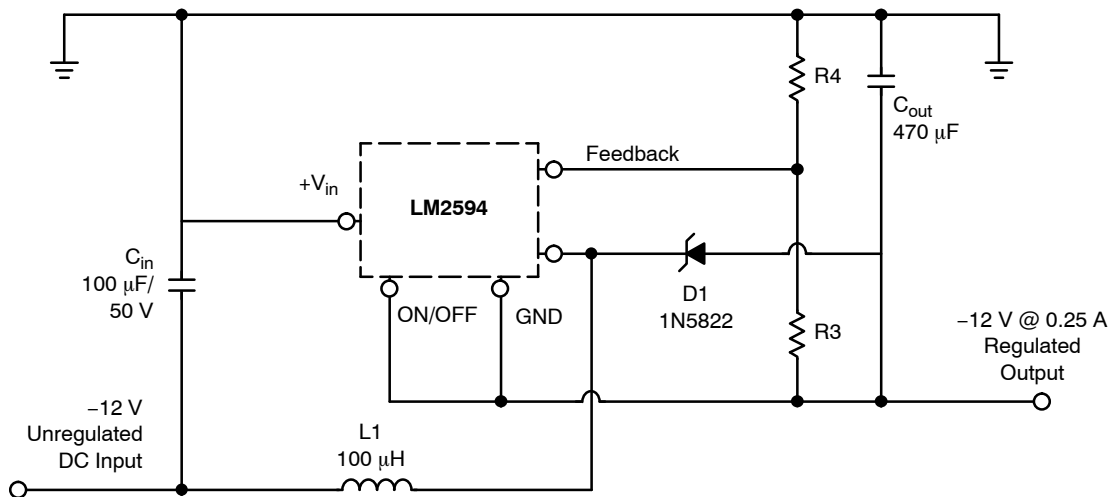 R4
C_out
470 μF
Feedback
+V_in
LM2594
C_in
100 μF/
50 V
ON/OFF
GND
D1
1N5822
R3
–12 V @ 0.25 A
Regulated
Output
–12 V
Unregulated
DC Input
L1
100 μH